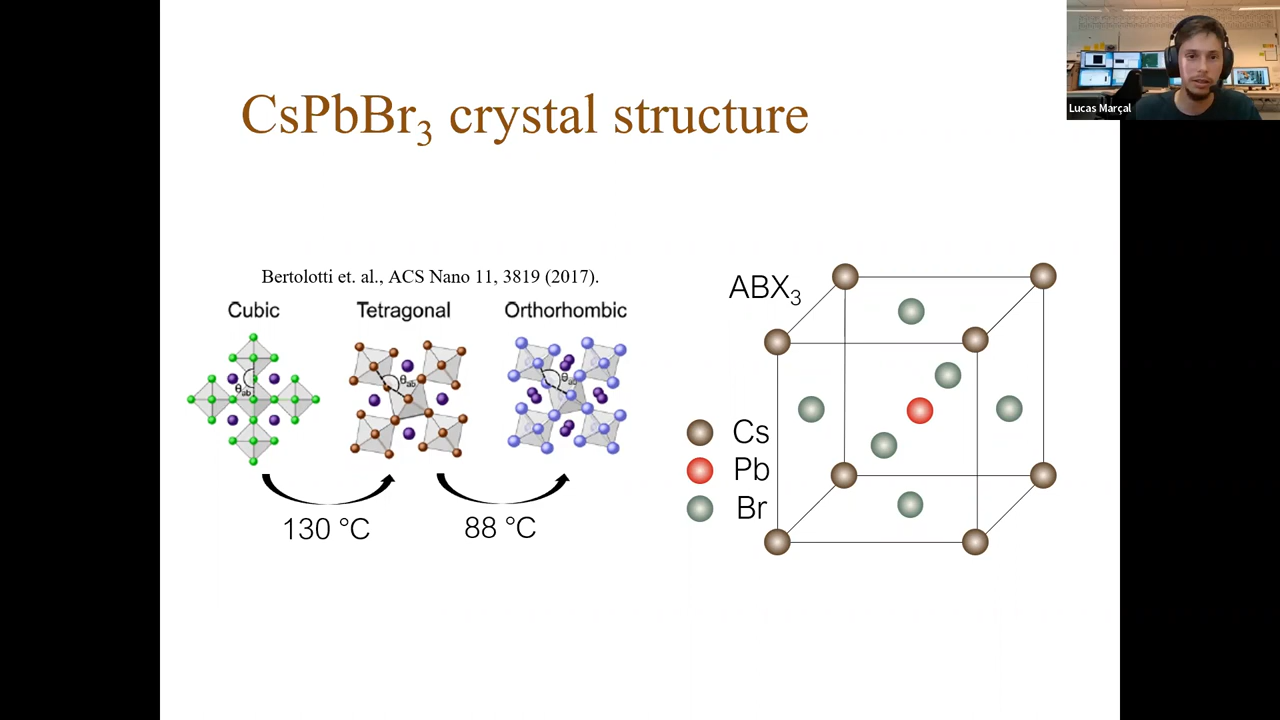 Lucas Marçal
CsPbBr₃ crystal structure
Bertolotti et. al., ACS Nano 11, 3819 (2017).
Cubic
Tetragonal
Orthorhombic
θab
θab
θab
130 °C
88 °C
ABX₃
Cs
Pb
Br